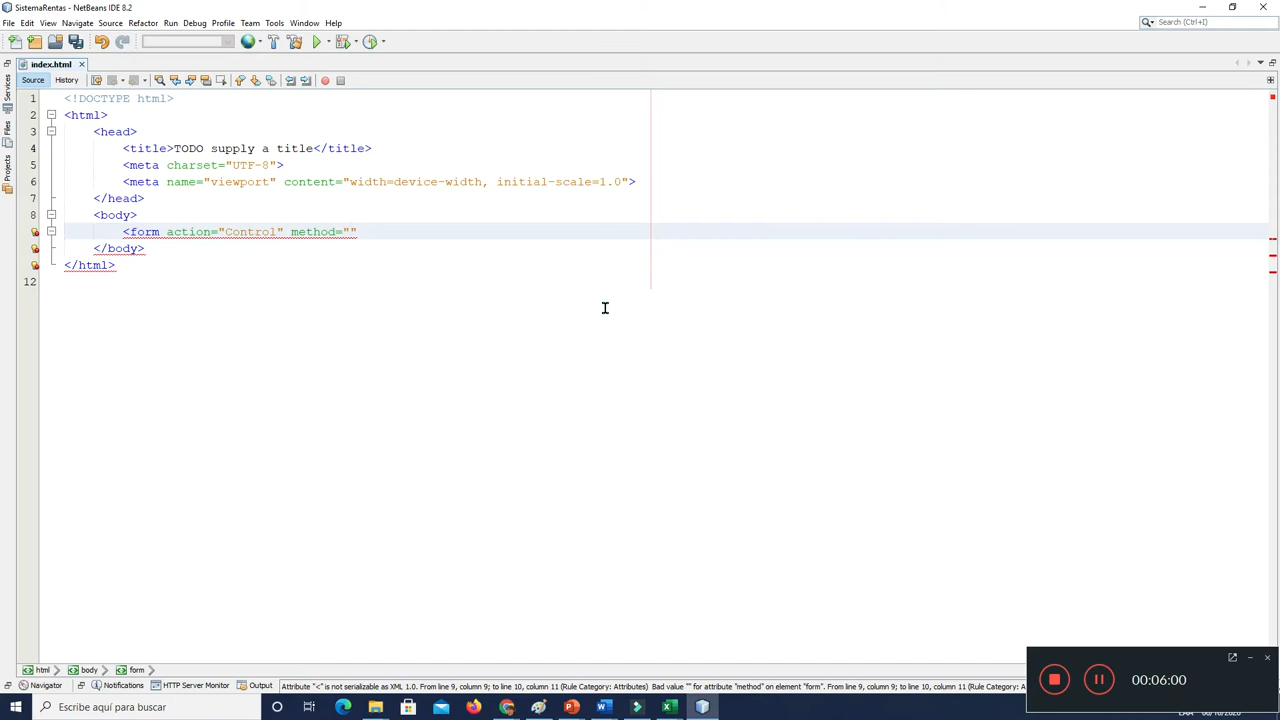 SistemaRentas - NetBeans IDE 8.2
File Edit View Navigate Source Refactor Run Debug Profile Team Tools Window Help
Search (Ctrl+I)
index.html
Source History
Services
Files
Projects
1 <!DOCTYPE html>
2 <html>
3 <head>
4 <title>TODO supply a title</title>
5 <meta charset="UTF-8">
6 <meta name="viewport" content="width=device-width, initial-scale=1.0">
7 </head>
8 <body>
<form action="Control" method=""
</body>
</html>
12
html body form
Navigator Notifications HTTP Server Monitor Output
Attribute "<" is not serializable as XML 1.0. From line 9, column 9; to line 10, column 11 (Rule Category: Attributes) Bad value "" for attribute "method" on element "form". From line 9, column 9; to line 10, column 11 (Rule Category: A
00:06:00
Escribe aquí para buscar